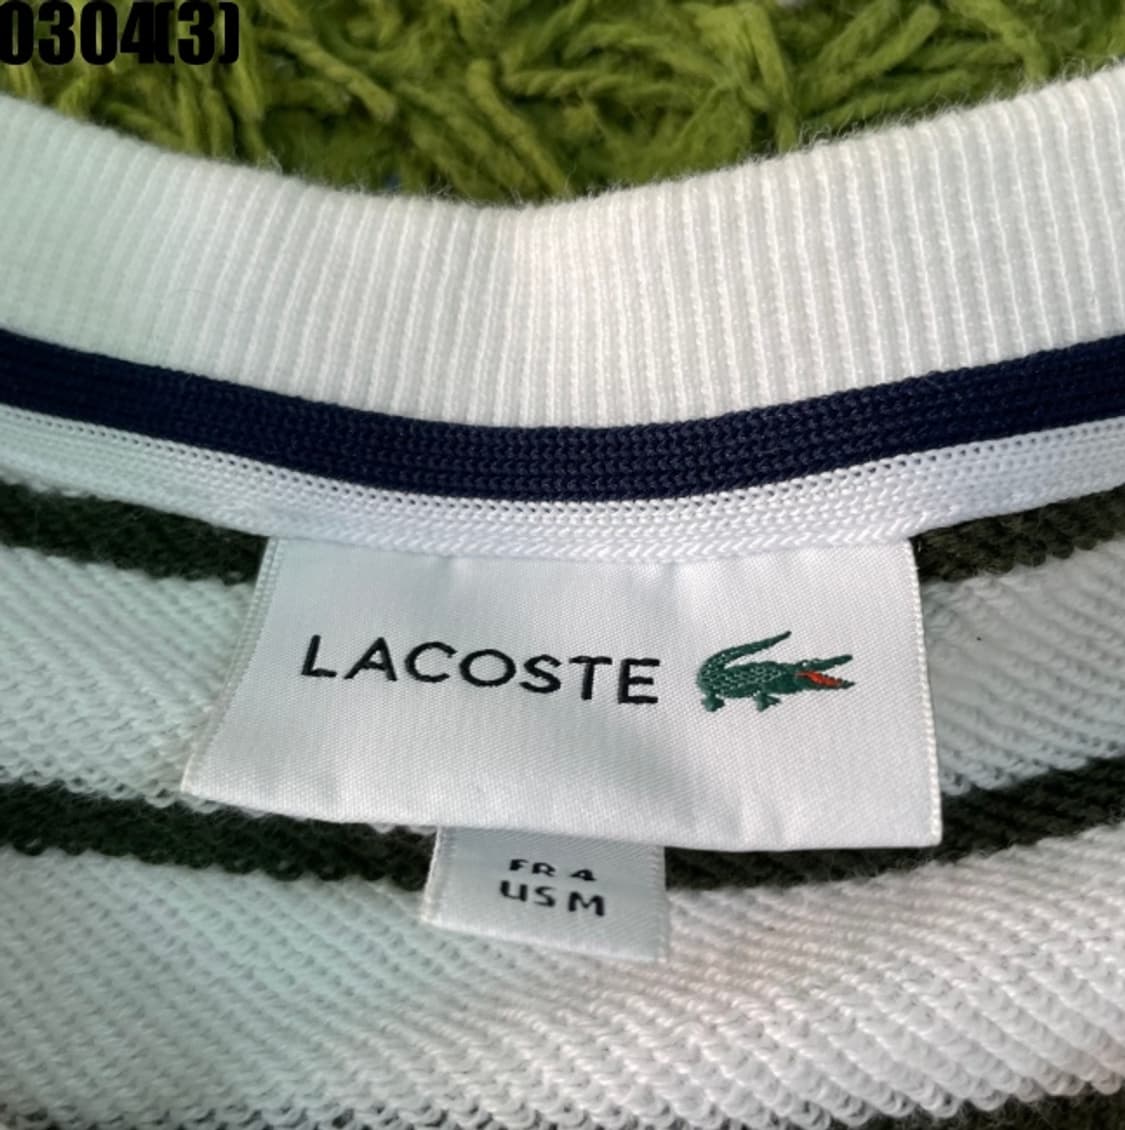 0304(3)
LACOSTE
FR 4
US M